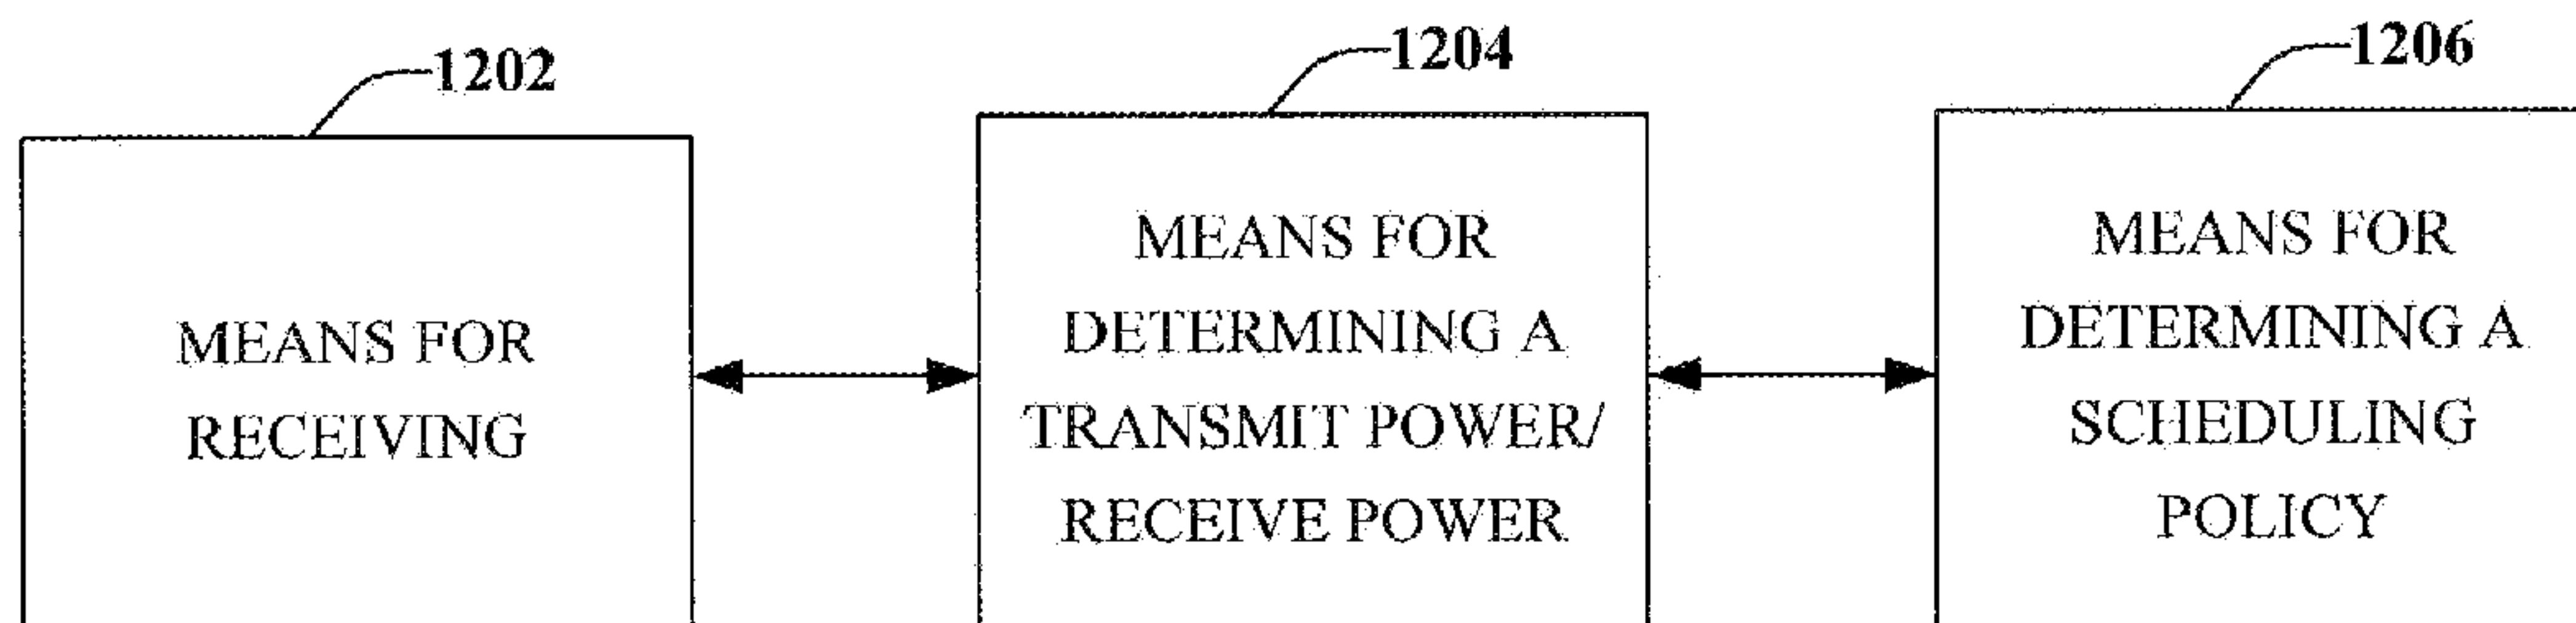 1202
1204
1206
MEANS FOR
RECEIVING
MEANS FOR
DETERMINING A
TRANSMIT POWER/
RECEIVE POWER
MEANS FOR
DETERMINING A
SCHEDULING
POLICY